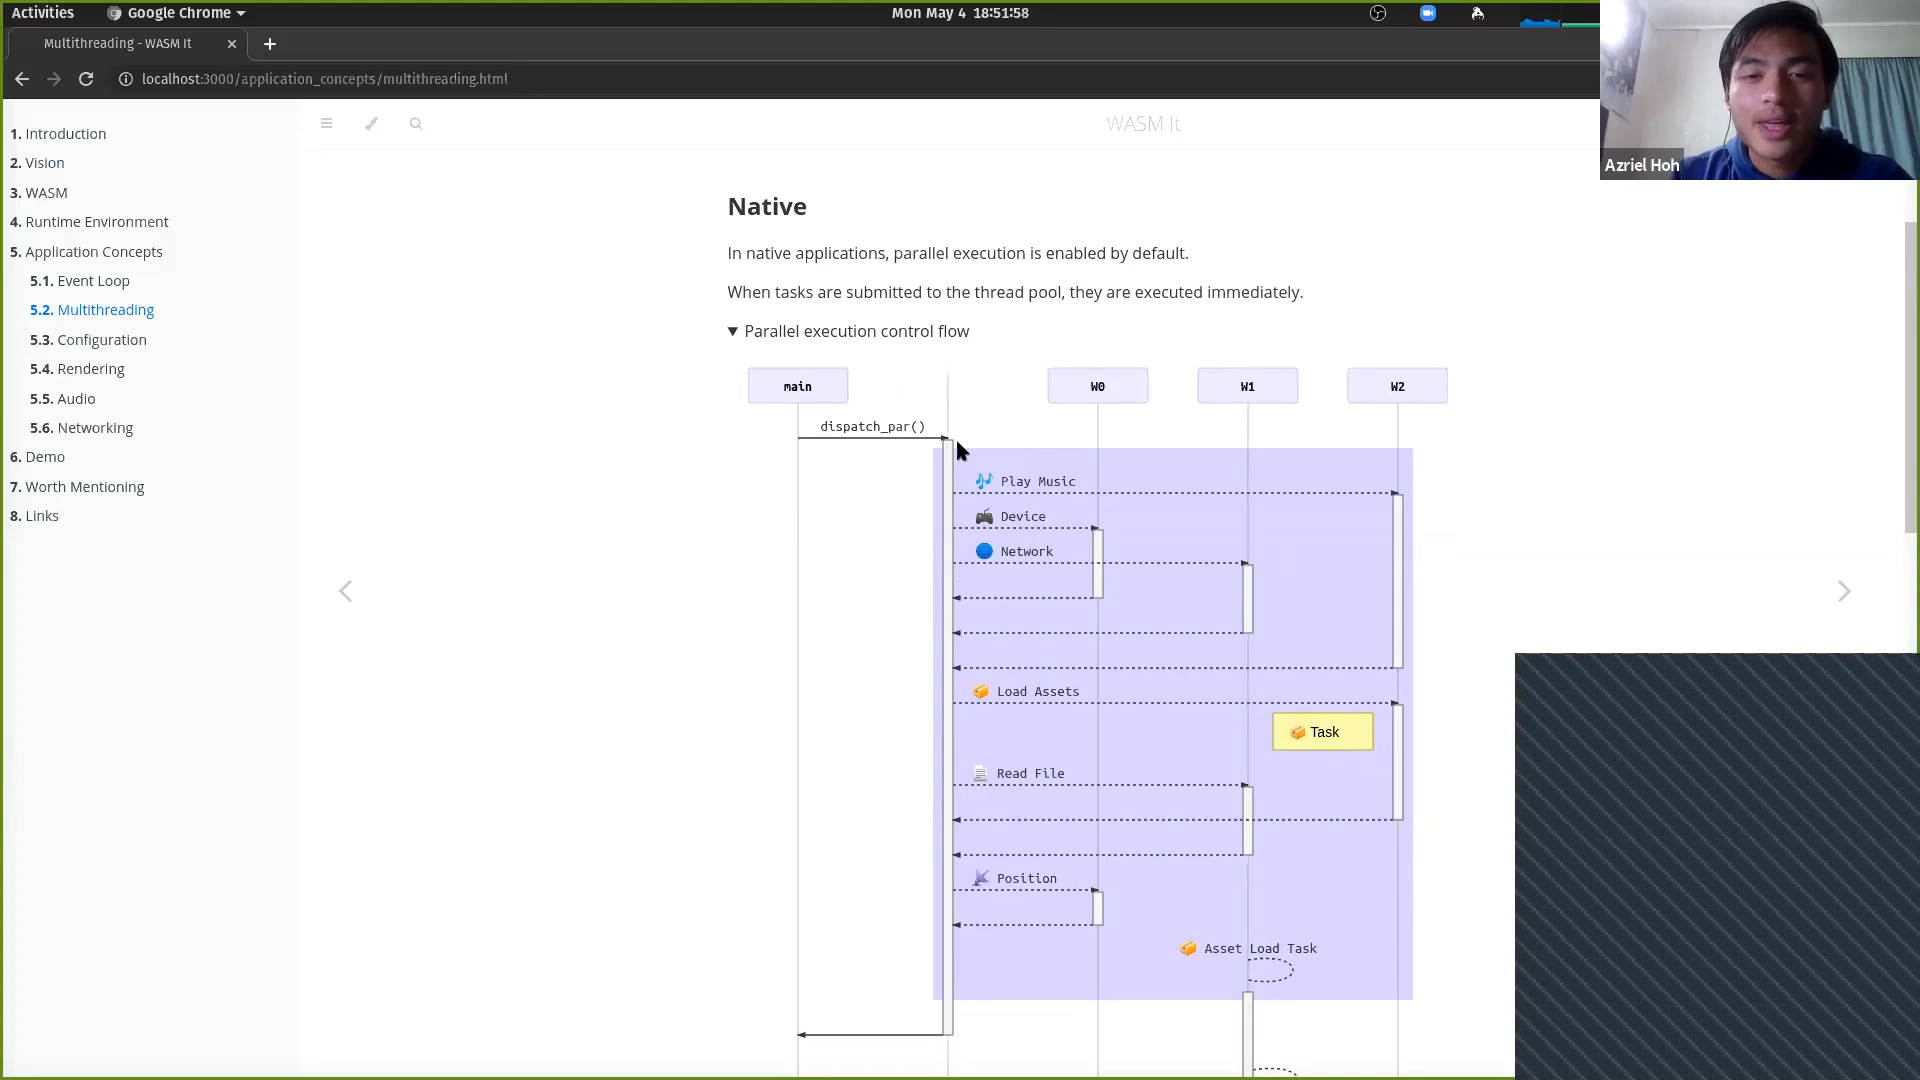 Activities
Google Chrome
Mon May 4 18:51:58
Multithreading - WASM It
localhost:3000/application_concepts/multithreading.html
Azriel Hoh
1. Introduction
2. Vision
3. WASM
4. Runtime Environment
5. Application Concepts
5.1. Event Loop
5.2. Multithreading
5.3. Configuration
5.4. Rendering
5.5. Audio
5.6. Networking
6. Demo
7. Worth Mentioning
8. Links
WASM It
Native
In native applications, parallel execution is enabled by default.
When tasks are submitted to the thread pool, they are executed immediately.
▼ Parallel execution control flow
main
W0
W1
W2
dispatch_par()
🎶 Play Music
🎮 Device
🌐 Network
📦 Load Assets
📦 Task
📄 Read File
Position
📦 Asset Load Task